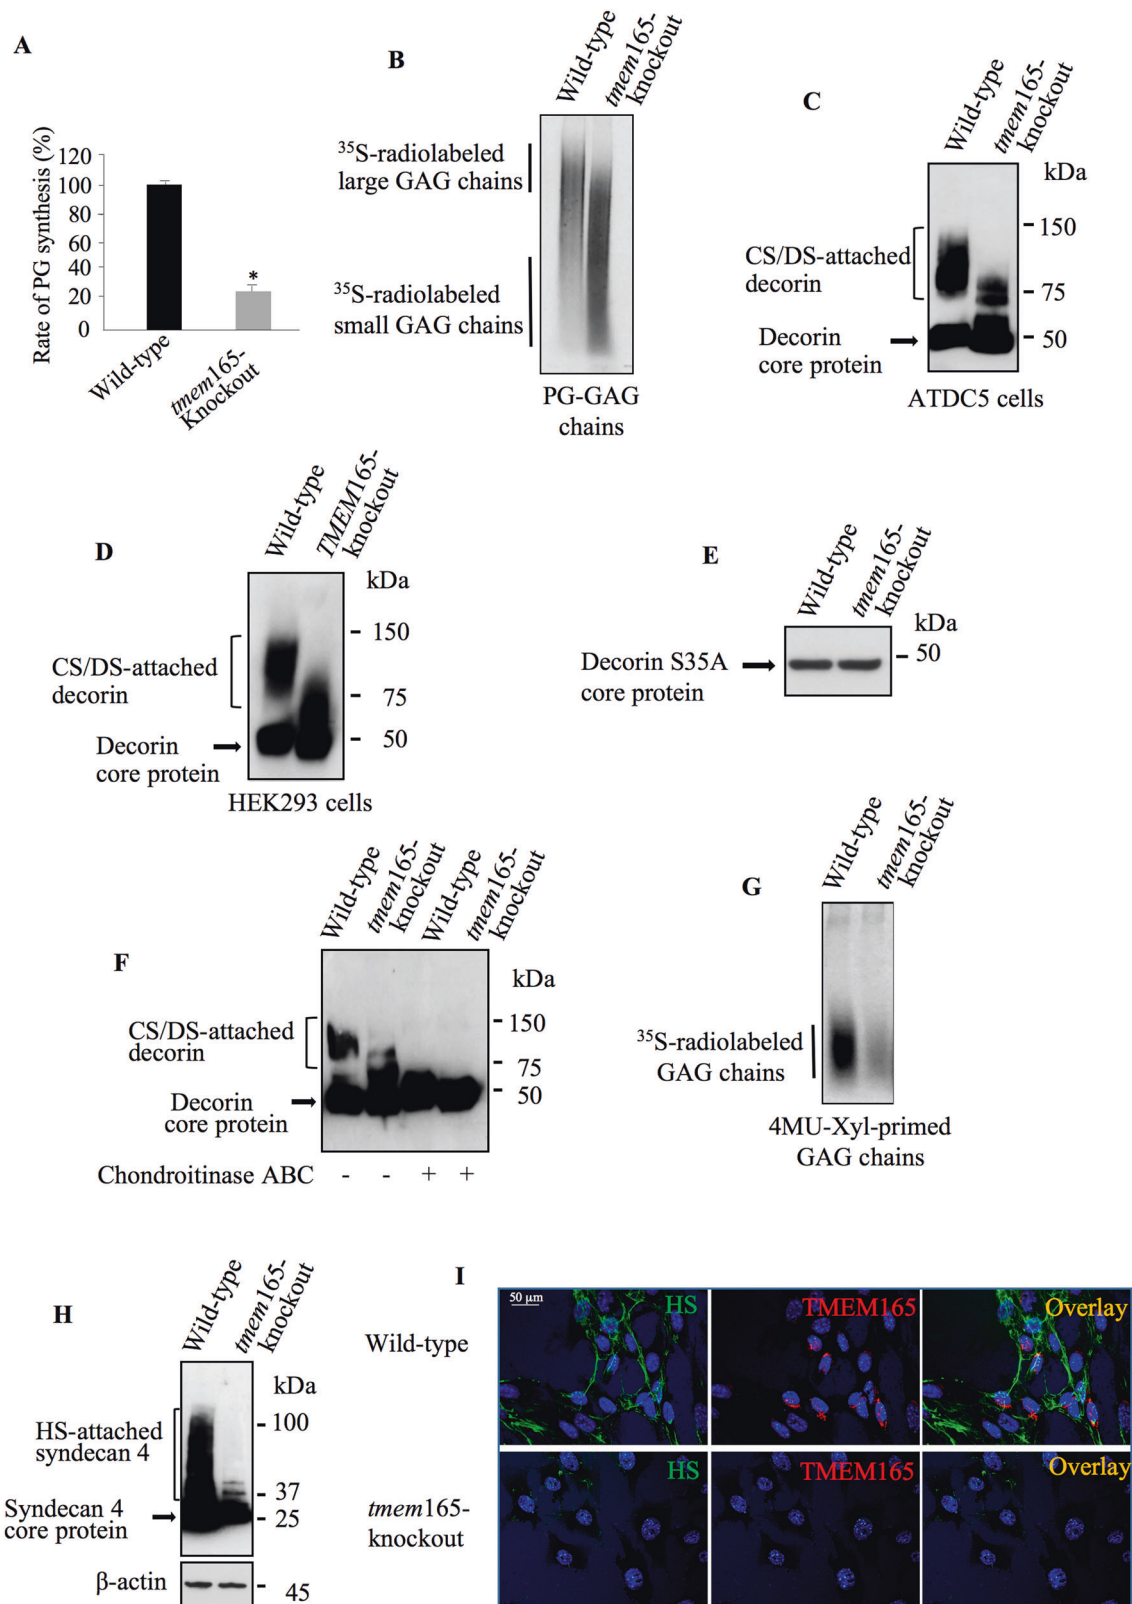 A
Rate of PG synthesis (%)
120
100
80
60
40
20
0
*
Wild-type
tmem165-
Knockout
B
Wild-type
tmem165-
knockout
35S-radiolabeled
large GAG chains
35S-radiolabeled
small GAG chains
PG-GAG
chains
C
Wild-type
tmem165-
knockout
kDa
150
75
50
CS/DS-attached
decorin
Decorin
core protein
ATDC5 cells
D
Wild-type
TMEM165-
knockout
kDa
150
75
50
CS/DS-attached
decorin
Decorin
core protein
HEK293 cells
E
Wild-type
tmem165-
knockout
kDa
50
Decorin S35A
core protein
F
Wild-type
tmem165-
knockout
Wild-type
tmem165-
knockout
kDa
150
75
50
CS/DS-attached
decorin
Decorin
core protein
Chondroitinase ABC - - + +
G
Wild-type
tmem165-
knockout
35S-radiolabeled
GAG chains
4MU-Xyl-primed
GAG chains
H
Wild-type
tmem165-
knockout
kDa
100
37
25
HS-attached
syndecan 4
Syndecan 4
core protein
β-actin
45
I
Wild-type
50 µm
HS
TMEM165
Overlay
tmem165-
knockout
HS
TMEM165
Overlay